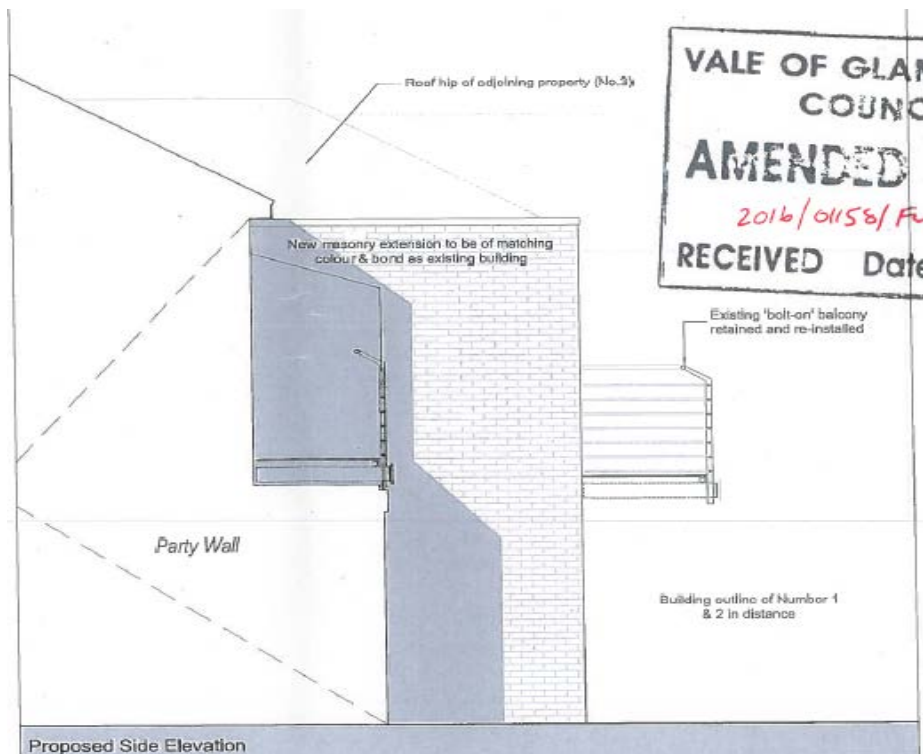 Roof hip of adjoining property (No.3)
VALE OF GLAM
COUNC
AMENDED
2016/01158/Fu
RECEIVED Date
New masonry extension to be of matching
colour & bond as existing building
Existing 'bolt-on' balcony
retained and re-installed
Party Wall
Building outline of Number 1
& 2 in distance
Proposed Side Elevation